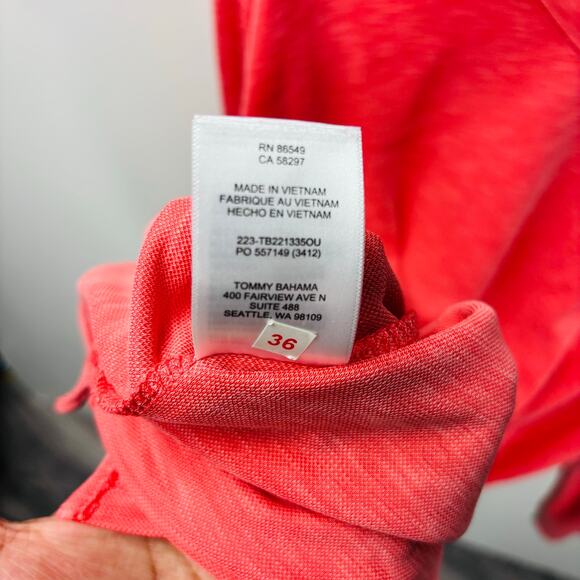 RN 86549
CA 58297
MADE IN VIETNAM
FABRIQUE AU VIETNAM
HECHO EN VIETNAM
223-TB221335OU
PO 557149 (3412)
TOMMY BAHAMA
400 FAIRVIEW AVE N
SUITE 488
SEATTLE, WA 98109
36